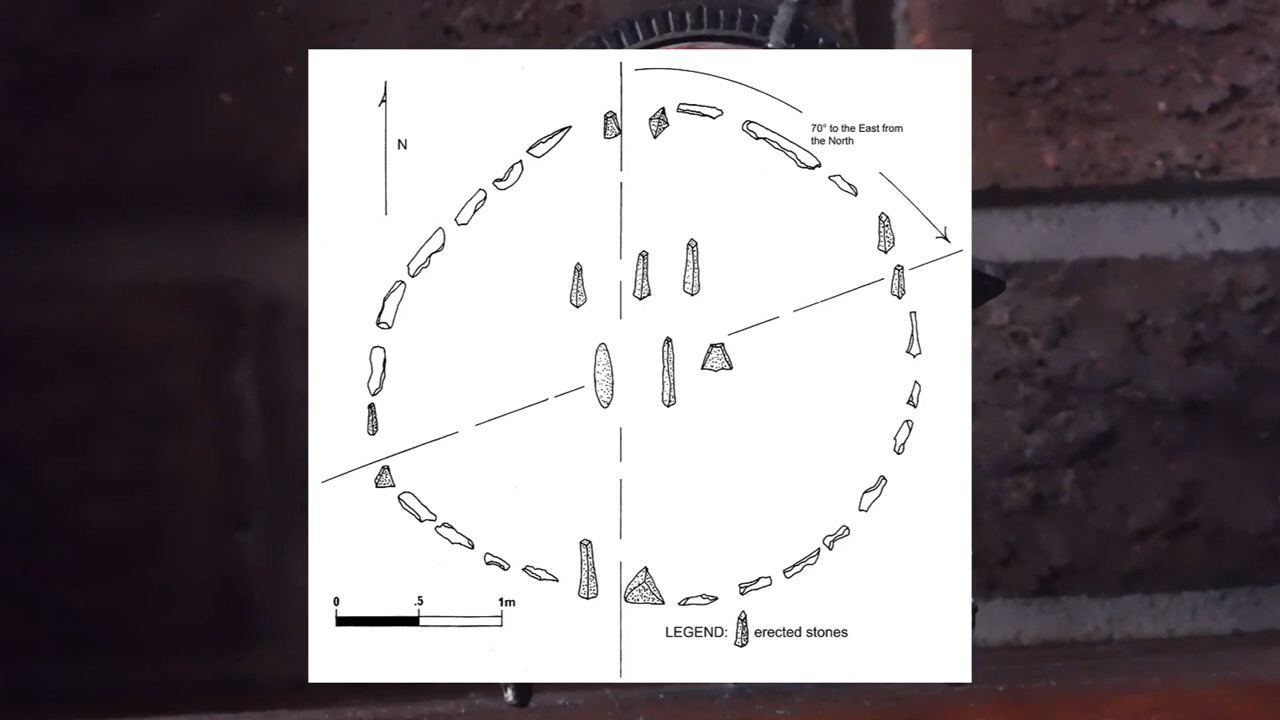 70° to the East from
the North
N
0 .5 1m
LEGEND: erected stones